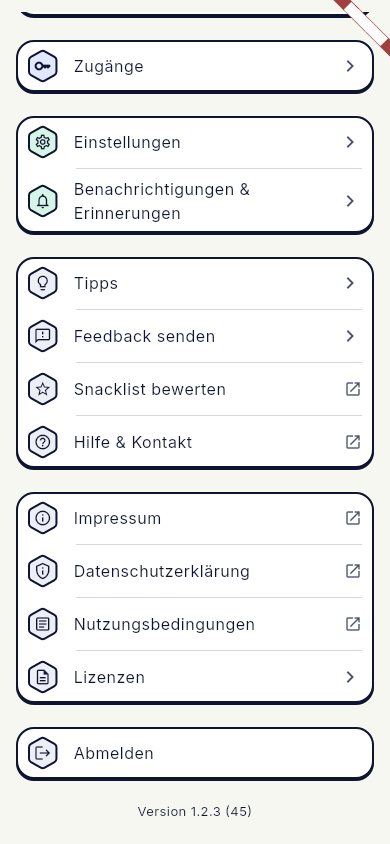 Zugänge
Einstellungen
Benachrichtigungen &
Erinnerungen
Tipps
Feedback senden
Snacklist bewerten
Hilfe & Kontakt
Impressum
Datenschutzerklärung
Nutzungsbedingungen
Lizenzen
Abmelden
Version 1.2.3 (45)